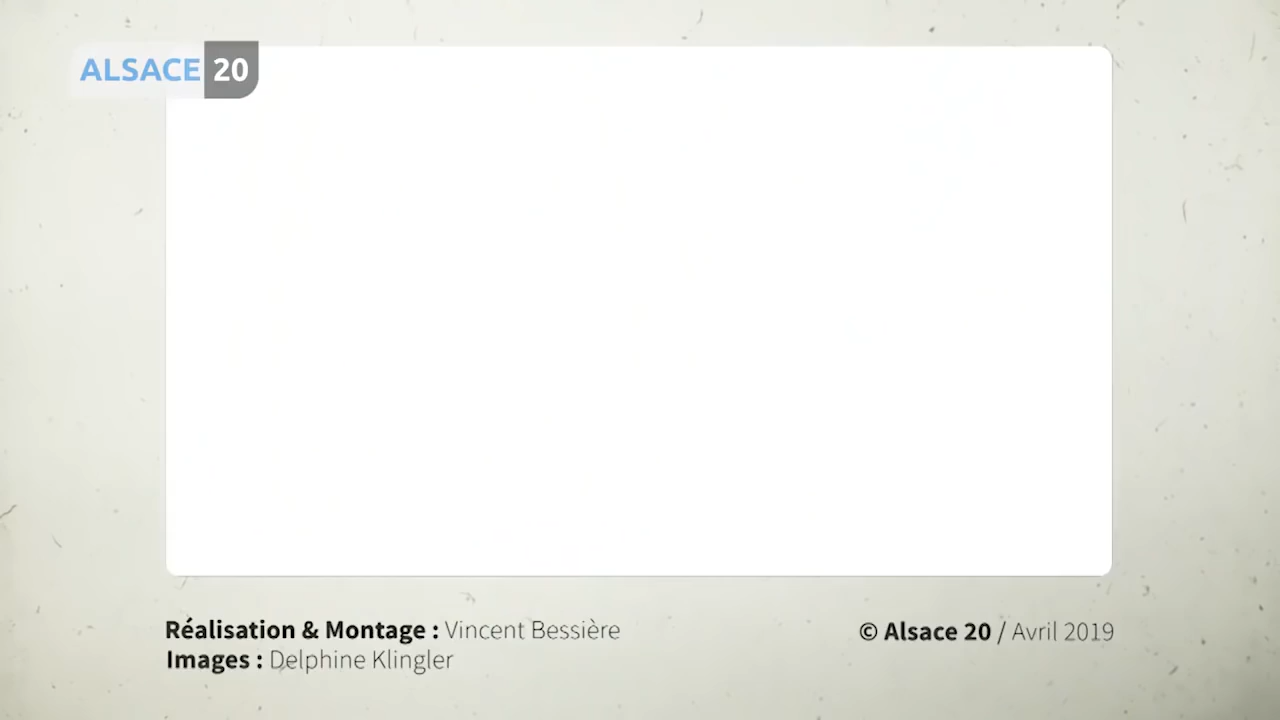 ALSACE 20
Réalisation & Montage : Vincent Bessière
Images : Delphine Klingler
© Alsace 20 / Avril 2019